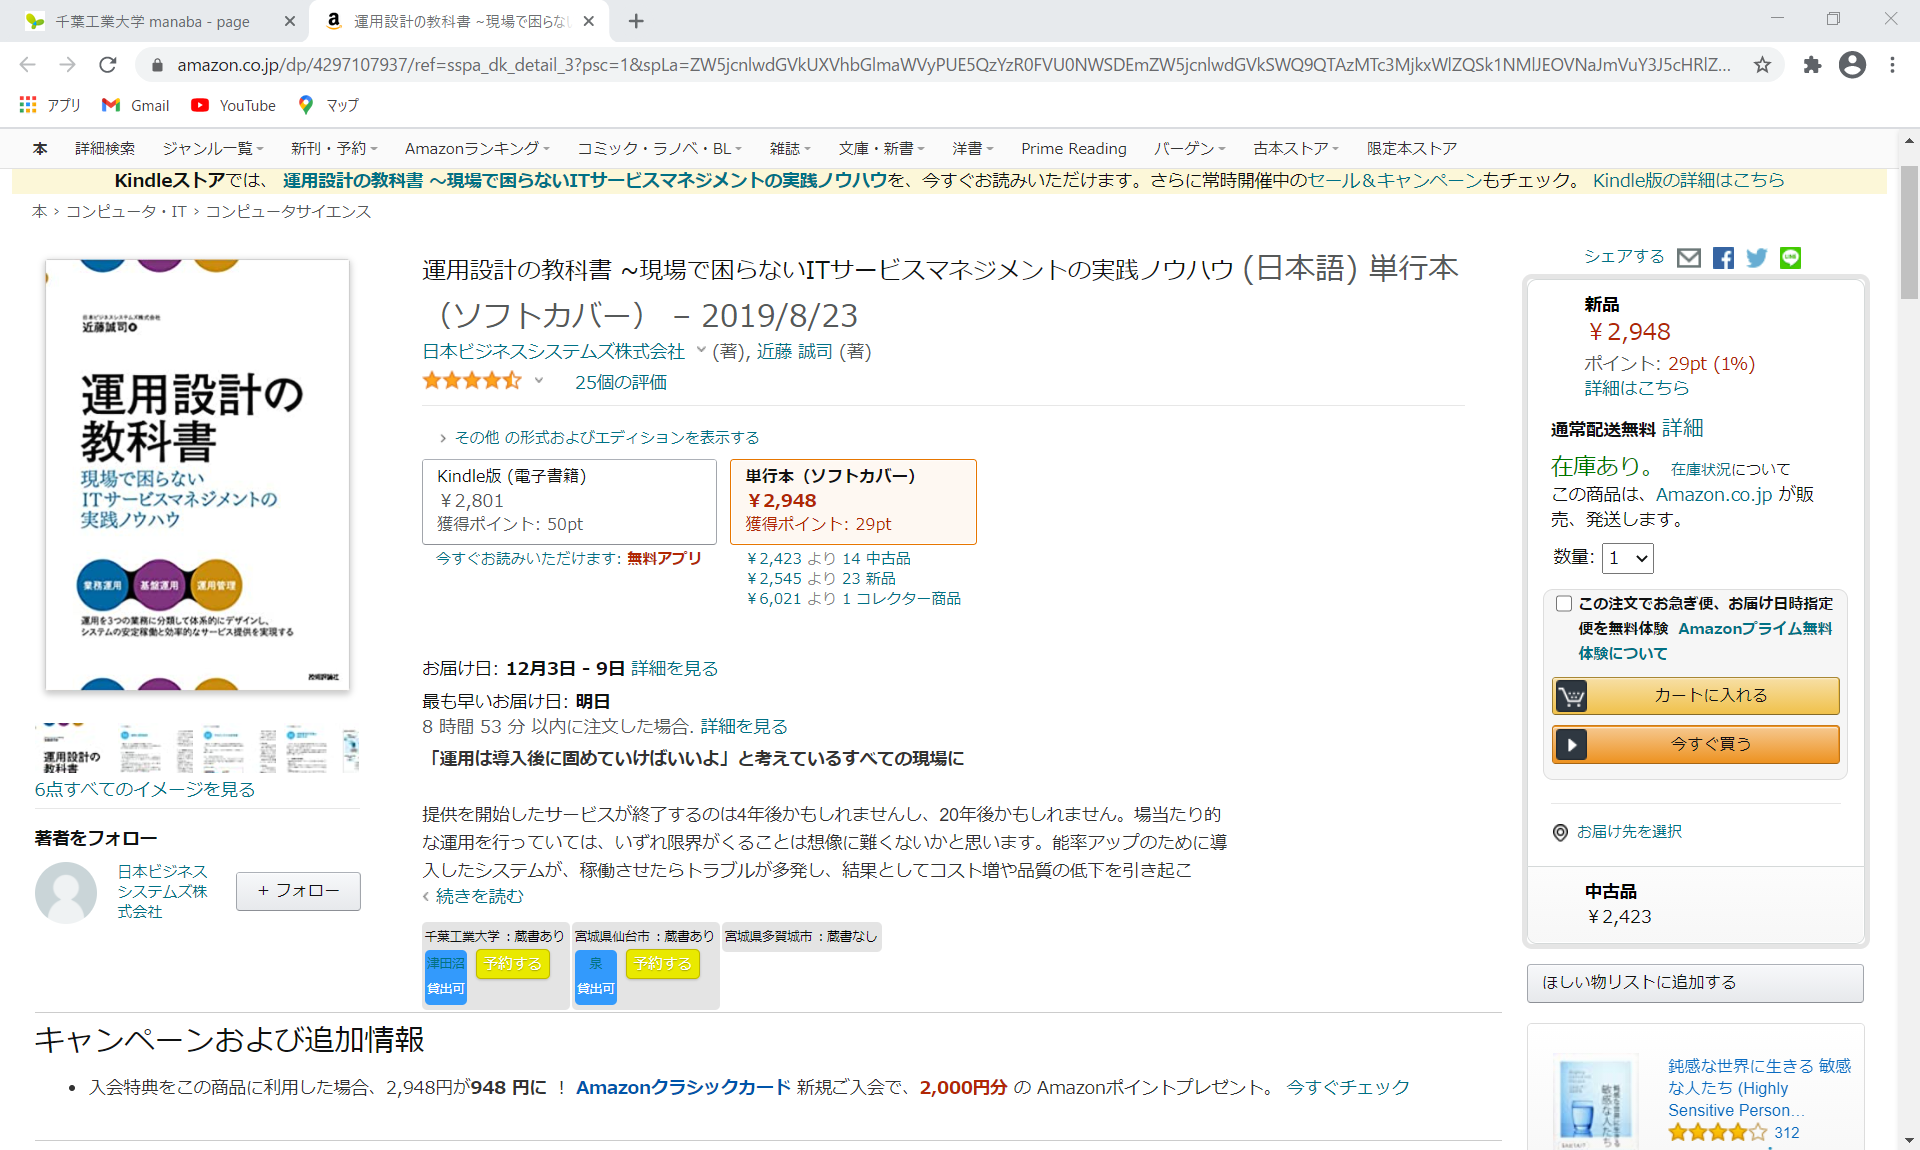 千葉工業大学 manaba - page
運用設計の教科書 ~現場で困らない
amazon.co.jp/dp/4297107937/ref=sspa_dk_detail_3?psc=1&spLa=ZW5jcnlwdGVkUXVhbGlmaWVyPUE5QzYzR0FVU0NWSDEmZW5jcnlwdGVkSWQ9QTAzMTc3MjkxWlZQSk1NMlJEOVNaJmVuY3J5cHRlZ...
アプリ Gmail YouTube マップ
本 詳細検索 ジャンル一覧 新刊・予約 Amazonランキング コミック・ラノベ・BL 雑誌 文庫・新書 洋書 Prime Reading バーゲン 古本ストア 限定本ストア
Kindleストアでは、 運用設計の教科書 ～現場で困らないITサービスマネジメントの実践ノウハウを、今すぐお読みいただけます。さらに常時開催中のセール＆キャンペーンもチェック。 Kindle版の詳細はこちら
本 › コンピュータ・IT › コンピュータサイエンス
日本ビジネスシステムズ株式会社
近藤誠司●
運用設計の
教科書
現場で困らない
ITサービスマネジメントの
実践ノウハウ
業務運用 基盤運用 運用管理
運用を3つの業務に分類して体系的にデザインし、
システムの安定稼働と効率的なサービス提供を実現する
技術評論社
運用設計の
教科書
6点すべてのイメージを見る
著者をフォロー
日本ビジネス
システムズ株
式会社
+ フォロー
運用設計の教科書 ~現場で困らないITサービスマネジメントの実践ノウハウ (日本語) 単行本
（ソフトカバー） – 2019/8/23
日本ビジネスシステムズ株式会社 (著), 近藤 誠司 (著)
25個の評価
› その他 の形式およびエディションを表示する
Kindle版 (電子書籍)
￥2,801
獲得ポイント: 50pt
今すぐお読みいただけます: 無料アプリ
単行本（ソフトカバー）
￥2,948
獲得ポイント: 29pt
￥2,423 より 14 中古品
￥2,545 より 23 新品
￥6,021 より 1 コレクター商品
お届け日: 12月3日 - 9日 詳細を見る
最も早いお届け日: 明日
8 時間 53 分 以内に注文した場合. 詳細を見る
「運用は導入後に固めていけばいいよ」と考えているすべての現場に
提供を開始したサービスが終了するのは4年後かもしれませんし、20年後かもしれません。場当たり的
な運用を行っていては、いずれ限界がくることは想像に難くないかと思います。能率アップのために導
入したシステムが、稼働させたらトラブルが多発し、結果としてコスト増や品質の低下を引き起こ
‹ 続きを読む
千葉工業大学 : 蔵書あり
津田沼
貸出可
予約する
宮城県仙台市 : 蔵書あり
泉
貸出可
予約する
宮城県多賀城市 : 蔵書なし
キャンペーンおよび追加情報
• 入会特典をこの商品に利用した場合、2,948円が948 円に ！ Amazonクラシックカード 新規ご入会で、2,000円分 の Amazonポイントプレゼント。 今すぐチェック
シェアする
LINE
新品
￥2,948
ポイント: 29pt (1%)
詳細はこちら
通常配送無料 詳細
在庫あり。 在庫状況について
この商品は、Amazon.co.jp が販
売、発送します。
数量: 1
この注文でお急ぎ便、お届け日時指定
便を無料体験 Amazonプライム無料
体験について
カートに入れる
今すぐ買う
お届け先を選択
中古品
￥2,423
ほしい物リストに追加する
鈍感な世界に生きる
敏感な人たち
鈍感な世界に生きる 敏感
な人たち (Highly
Sensitive Person...
312